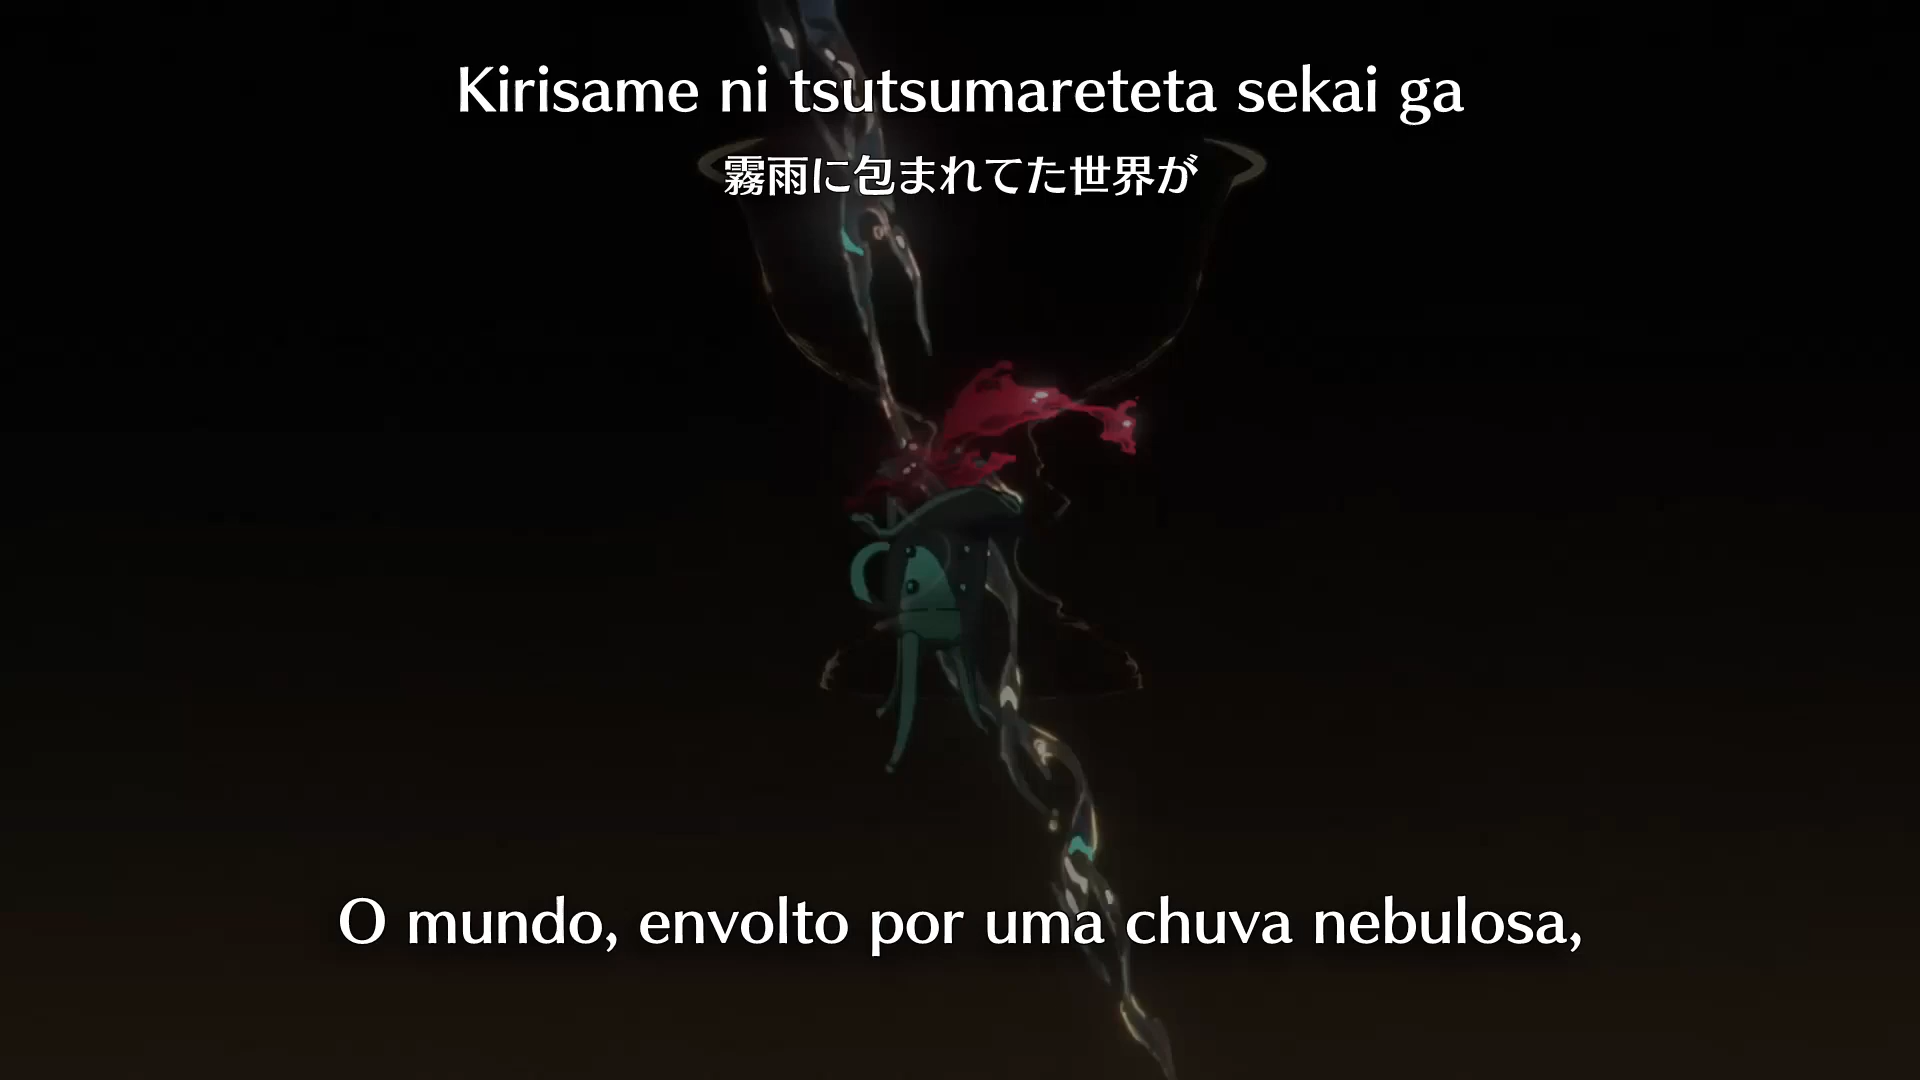 Kirisame ni tsutsumareteta sekai ga
霧雨に包まれてた世界が
O mundo, envolto por uma chuva nebulosa,